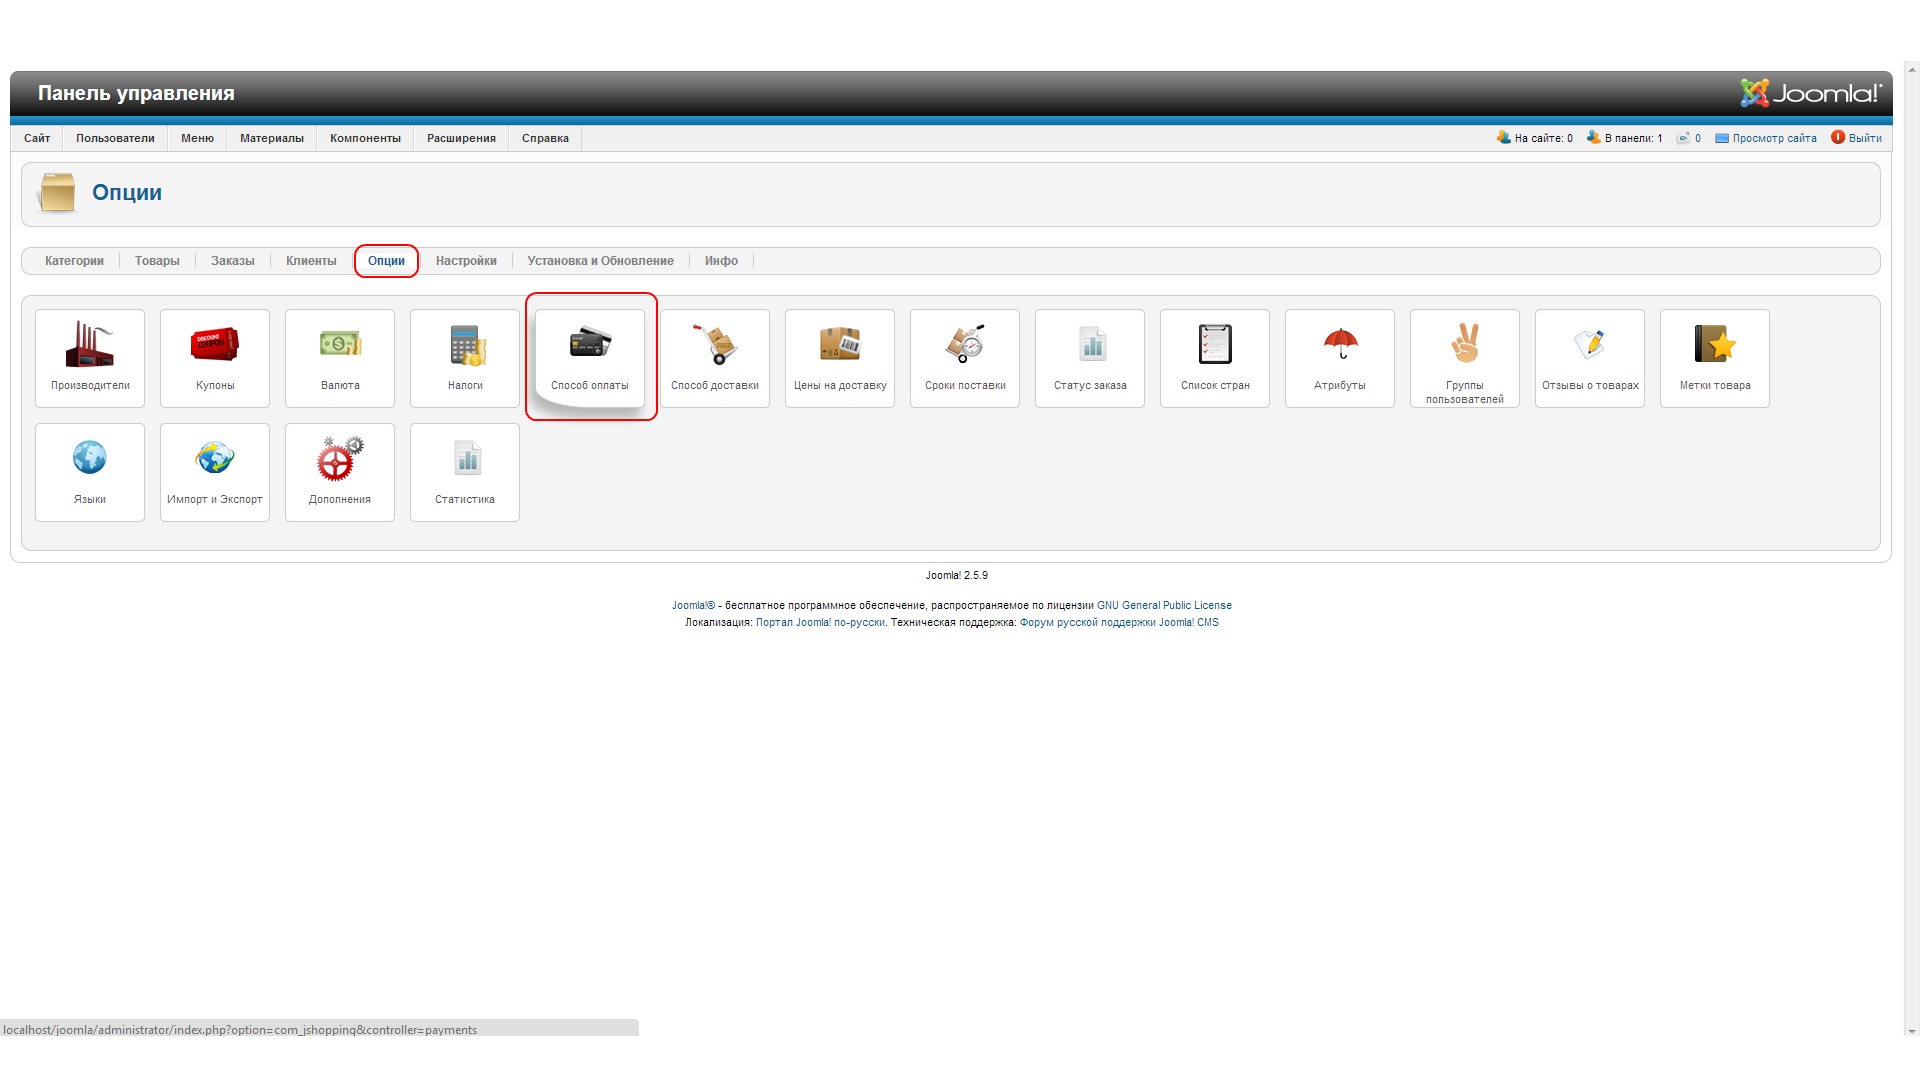 Панель управления
Joomla!
Сайт Пользователи Меню Материалы Компоненты Расширения Справка На сайте: 0 В панели: 1 0 Просмотр сайта Выйти
Опции
Категории Товары Заказы Клиенты Опции Настройки Установка и Обновление Инфо
DISCOUNT
COUPON
Производители Купоны Валюта Налоги Способ оплаты Способ доставки Цены на доставку Сроки поставки Статус заказа Список стран Атрибуты Группы пользователей Отзывы о товарах Метки товара
Языки Импорт и Экспорт Дополнения Статистика
Joomla! 2.5.9
Joomla!® - бесплатное программное обеспечение, распространяемое по лицензии GNU General Public License
Локализация: Портал Joomla! по-русски. Техническая поддержка: Форум русской поддержки Joomla! CMS
localhost/joomla/administrator/index.php?option=com_jshopping&controller=payments